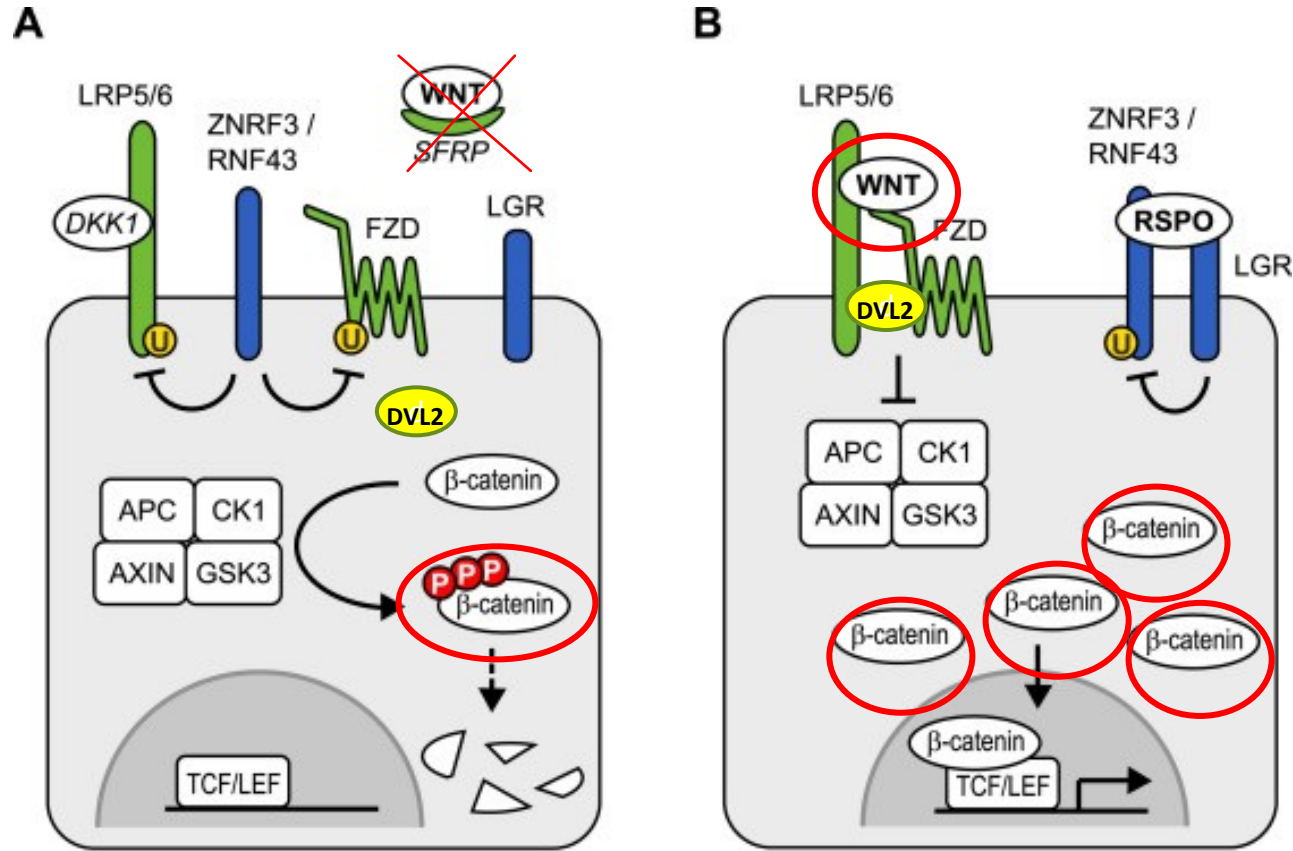 A
LRP5/6
ZNRF3 /
RNF43
WNT
SFRP
DKK1
FZD
LGR
U
U
DVL2
β-catenin
APC
CK1
AXIN
GSK3
P P P
β-catenin
TCF/LEF
B
LRP5/6
ZNRF3 /
RNF43
WNT
RSPO
FZD
LGR
DVL2
U
APC
CK1
AXIN
GSK3
β-catenin
β-catenin
β-catenin
β-catenin
β-catenin
TCF/LEF